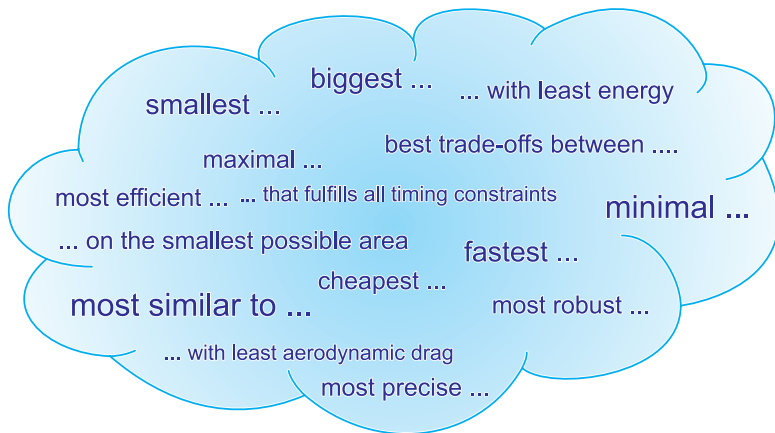 biggest ...
smallest ...
... with least energy
best trade-offs between ....
maximal ...
most efficient ...
... that fulfills all timing constraints
minimal ...
... on the smallest possible area
fastest ...
cheapest ...
most similar to ...
most robust ...
... with least aerodynamic drag
most precise ...